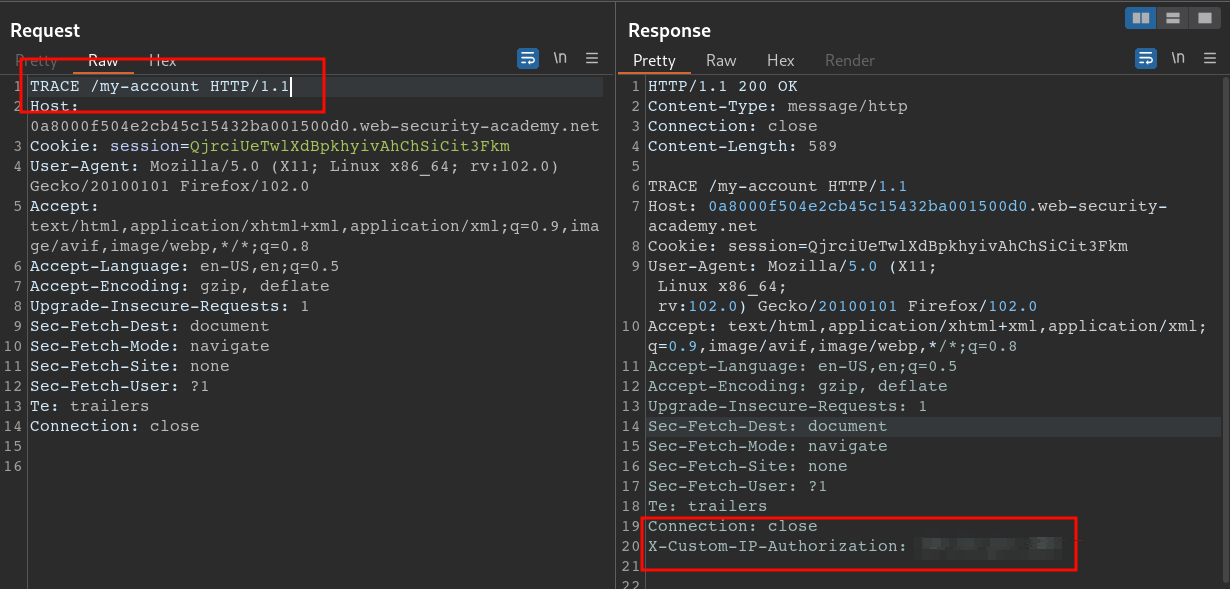 Request
Pretty Raw Hex
\n
1 TRACE /my-account HTTP/1.1
2 Host:
0a8000f504e2cb45c15432ba001500d0.web-security-academy.net
3 Cookie: session=QjrciUeTwlXdBpkhyivAhChSiCit3Fkm
4 User-Agent: Mozilla/5.0 (X11; Linux x86_64; rv:102.0)
Gecko/20100101 Firefox/102.0
5 Accept:
text/html,application/xhtml+xml,application/xml;q=0.9,ima
ge/avif,image/webp,*/*;q=0.8
6 Accept-Language: en-US,en;q=0.5
7 Accept-Encoding: gzip, deflate
8 Upgrade-Insecure-Requests: 1
9 Sec-Fetch-Dest: document
10 Sec-Fetch-Mode: navigate
11 Sec-Fetch-Site: none
12 Sec-Fetch-User: ?1
13 Te: trailers
14 Connection: close
15
16
Response
Pretty Raw Hex Render
\n
1 HTTP/1.1 200 OK
2 Content-Type: message/http
3 Connection: close
4 Content-Length: 589
5
6 TRACE /my-account HTTP/1.1
7 Host: 0a8000f504e2cb45c15432ba001500d0.web-security-
academy.net
8 Cookie: session=QjrciUeTwlXdBpkhyivAhChSiCit3Fkm
9 User-Agent: Mozilla/5.0 (X11;
Linux x86_64;
rv:102.0) Gecko/20100101 Firefox/102.0
10 Accept: text/html,application/xhtml+xml,application/xml;
q=0.9,image/avif,image/webp,*/*;q=0.8
11 Accept-Language: en-US,en;q=0.5
12 Accept-Encoding: gzip, deflate
13 Upgrade-Insecure-Requests: 1
14 Sec-Fetch-Dest: document
15 Sec-Fetch-Mode: navigate
16 Sec-Fetch-Site: none
17 Sec-Fetch-User: ?1
18 Te: trailers
19 Connection: close
20 X-Custom-IP-Authorization:
21
22